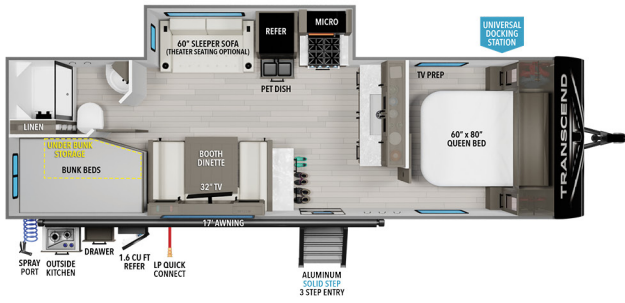 UNIVERSAL
DOCKING
STATION
MICRO
REFER
60" SLEEPER SOFA
(THEATER SEATING OPTIONAL)
PET DISH
TV PREP
LINEN
UNDER BUNK
STORAGE
BUNK BEDS
BOOTH
DINETTE
32" TV
60" x 80"
QUEEN BED
TRANSCEND
17' AWNING
SPRAY
PORT
OUTSIDE
KITCHEN
DRAWER
1.6 CU FT
REFER
LP QUICK
CONNECT
ALUMINUM
SOLID STEP
3 STEP ENTRY